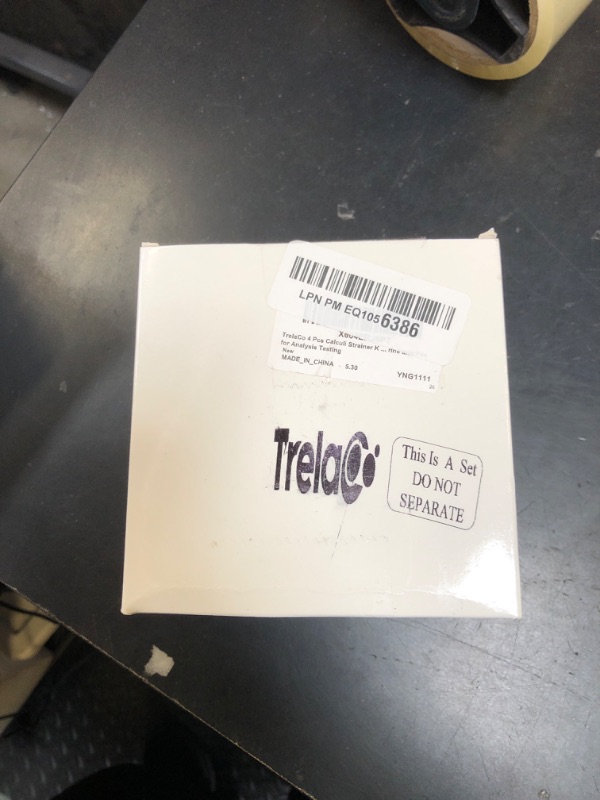 LPN PM EQ1056386
TrelaCo 4 Pcs Calculi Strainer K...
for Analysis Testing
New
MADE_IN_CHINA - 5.30
YNG1111
TrelaCo
This Is A Set
DO NOT
SEPARATE